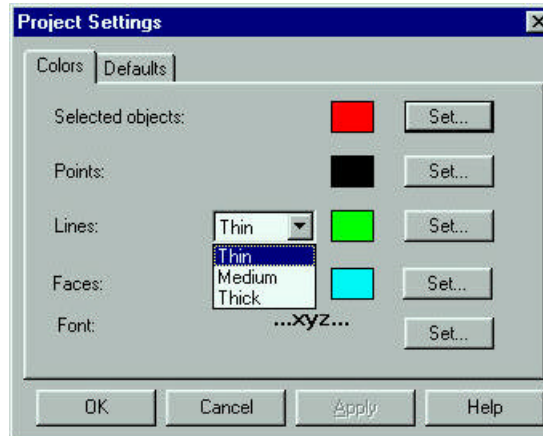 Project Settings
Colors Defaults
Selected objects: Set...
Points: Set...
Lines: Thin Set...
Thin
Medium
Faces: Set...
Thick
Font: ...xyz... Set...
OK Cancel Apply Help